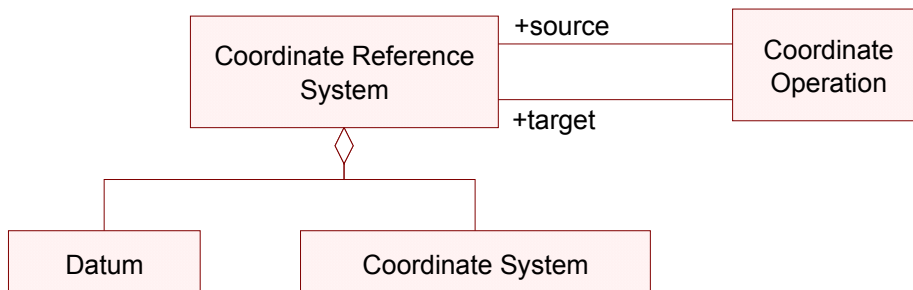 Coordinate Reference
System
+source
+target
Coordinate
Operation
Datum
Coordinate System